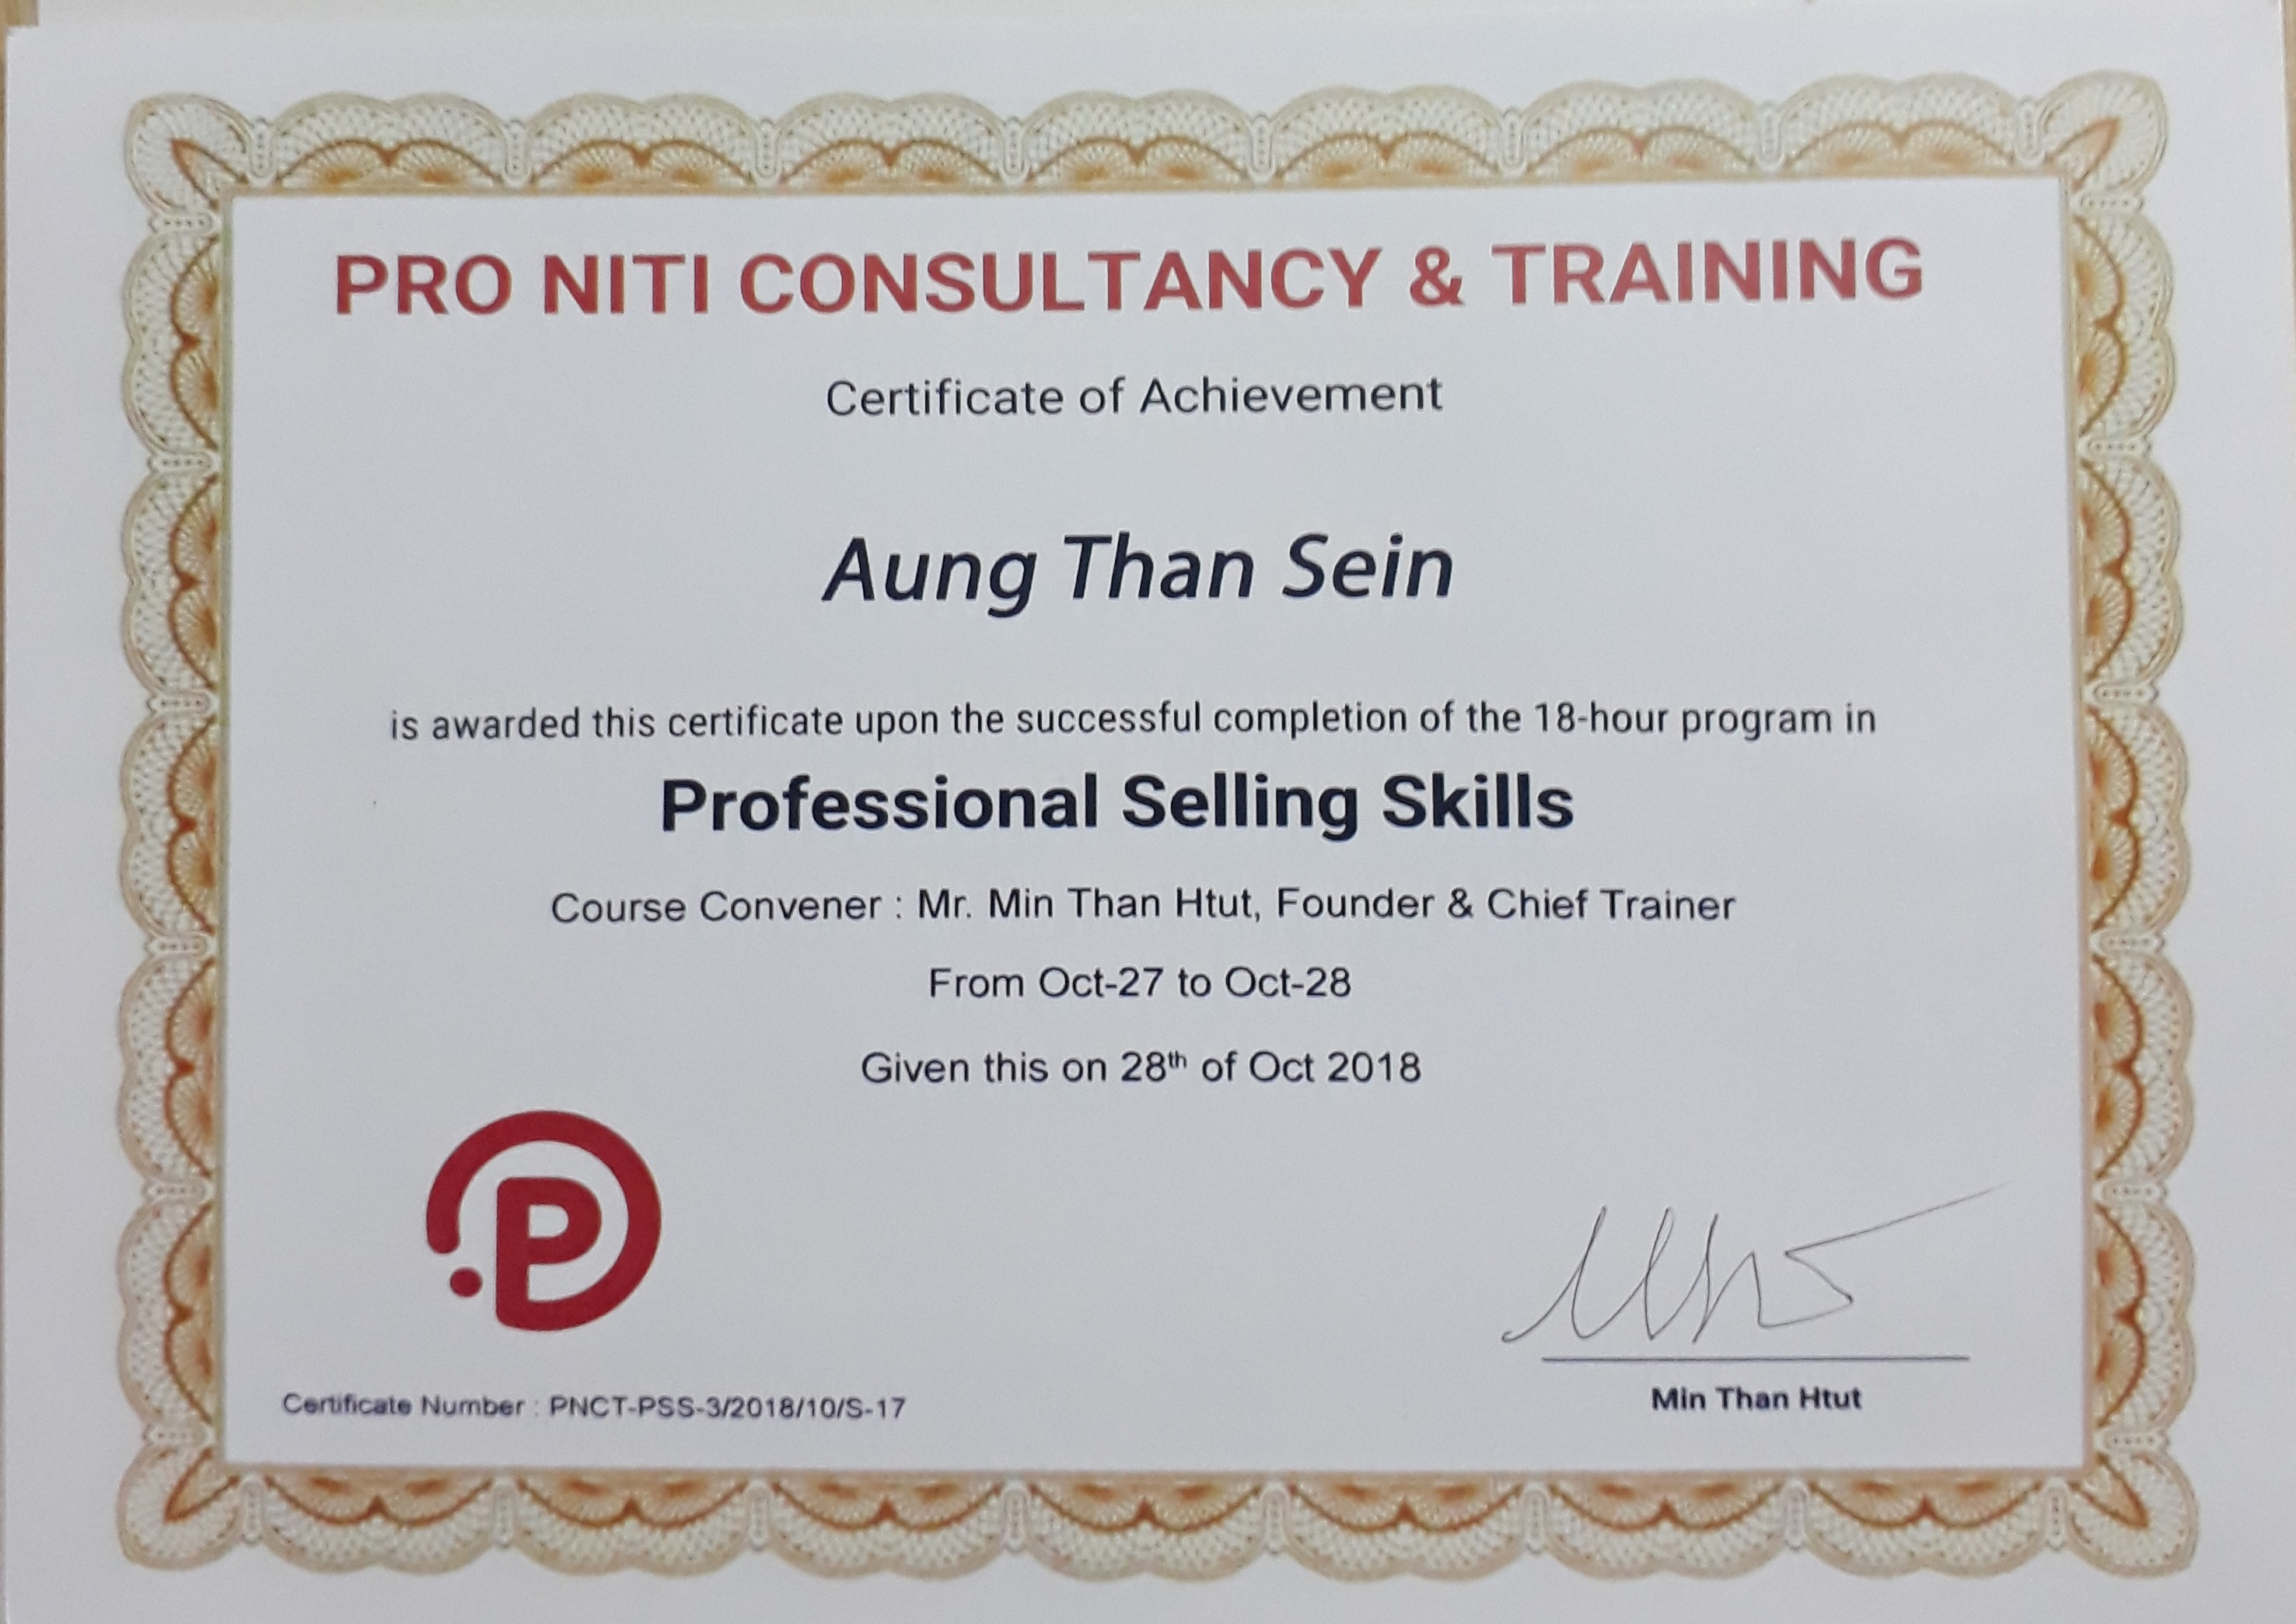 PRO NITI CONSULTANCY & TRAINING
Certificate of Achievement
Aung Than Sein
is awarded this certificate upon the successful completion of the 18-hour program in
Professional Selling Skills
Course Convener : Mr. Min Than Htut, Founder & Chief Trainer
From Oct-27 to Oct-28
Given this on 28th of Oct 2018
P
Certificate Number : PNCT-PSS-3/2018/10/S-17
Min Than Htut